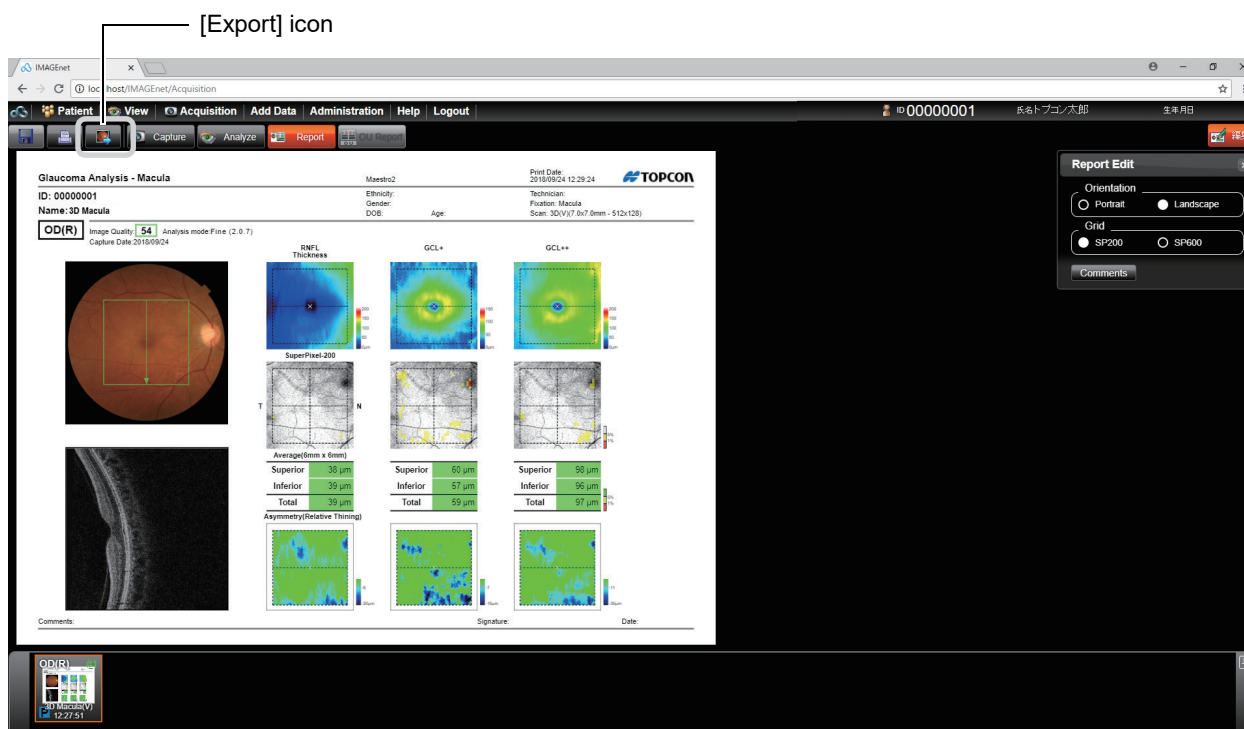 [Export] icon
IMAGEnet
localhost/IMAGEnet/Acquisition
Patient View Acquisition Add Data Administration Help Logout
ID 00000001 氏名トプコン太郎 生年月日
Capture Analyze Report OU Report
Glaucoma Analysis - Macula
Maestro2
Print Date:
2018/09/24 12:29:24
TOPCON
ID: 00000001
Name: 3D Macula
Ethnicity:
Gender:
DOB: Age:
Technician:
Fixation: Macula
Scan: 3D(V)(7.0x7.0mm - 512x128)
OD(R)
Image Quality: 54 Analysis mode:Fine (2.0.7)
Capture Date:2018/09/24
RNFL
Thickness
GCL+ GCL++
SuperPixel-200
T N
Average(6mm x 6mm)
Superior 38 µm Superior 60 µm Superior 98 µm
Inferior 39 µm Inferior 57 µm Inferior 96 µm
Total 39 µm Total 59 µm Total 97 µm
Asymmetry(Relative Thining)
Comments: Signature: Date:
Report Edit
Orientation
Portrait Landscape
Grid
SP200 SP600
Comments
OD(R)
3D Macula(V)
P 12:27:51